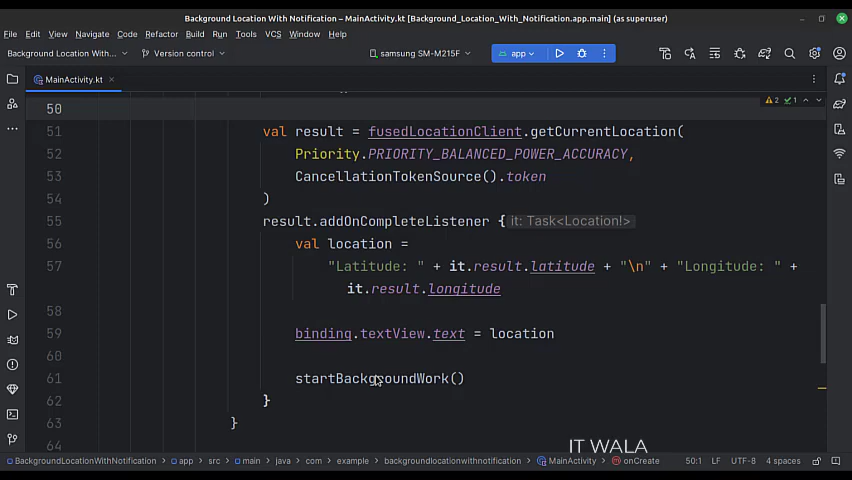 Background Location With Notification – MainActivity.kt [Background_Location_With_Notification.app.main] (as superuser)
File Edit View Navigate Code Refactor Build Run Tools VCS Window Help
Background Location With... Version control samsung SM-M215F app
MainActivity.kt
2 1
50
51 val result = fusedLocationClient.getCurrentLocation(
52 Priority.PRIORITY_BALANCED_POWER_ACCURACY,
53 CancellationTokenSource().token
54 )
55 result.addOnCompleteListener { it: Task<Location!>
56 val location =
57 "Latitude: " + it.result.latitude + "\n" + "Longitude: " +
it.result.longitude
58
59 binding.textView.text = location
60
61 startBackgroundWork()
62 }
63 }
64
IT WALA
BackgroundLocationWithNotification app src main java com example backgroundlocationwithnotification MainActivity onCreate 50:1 LF UTF-8 4 spaces